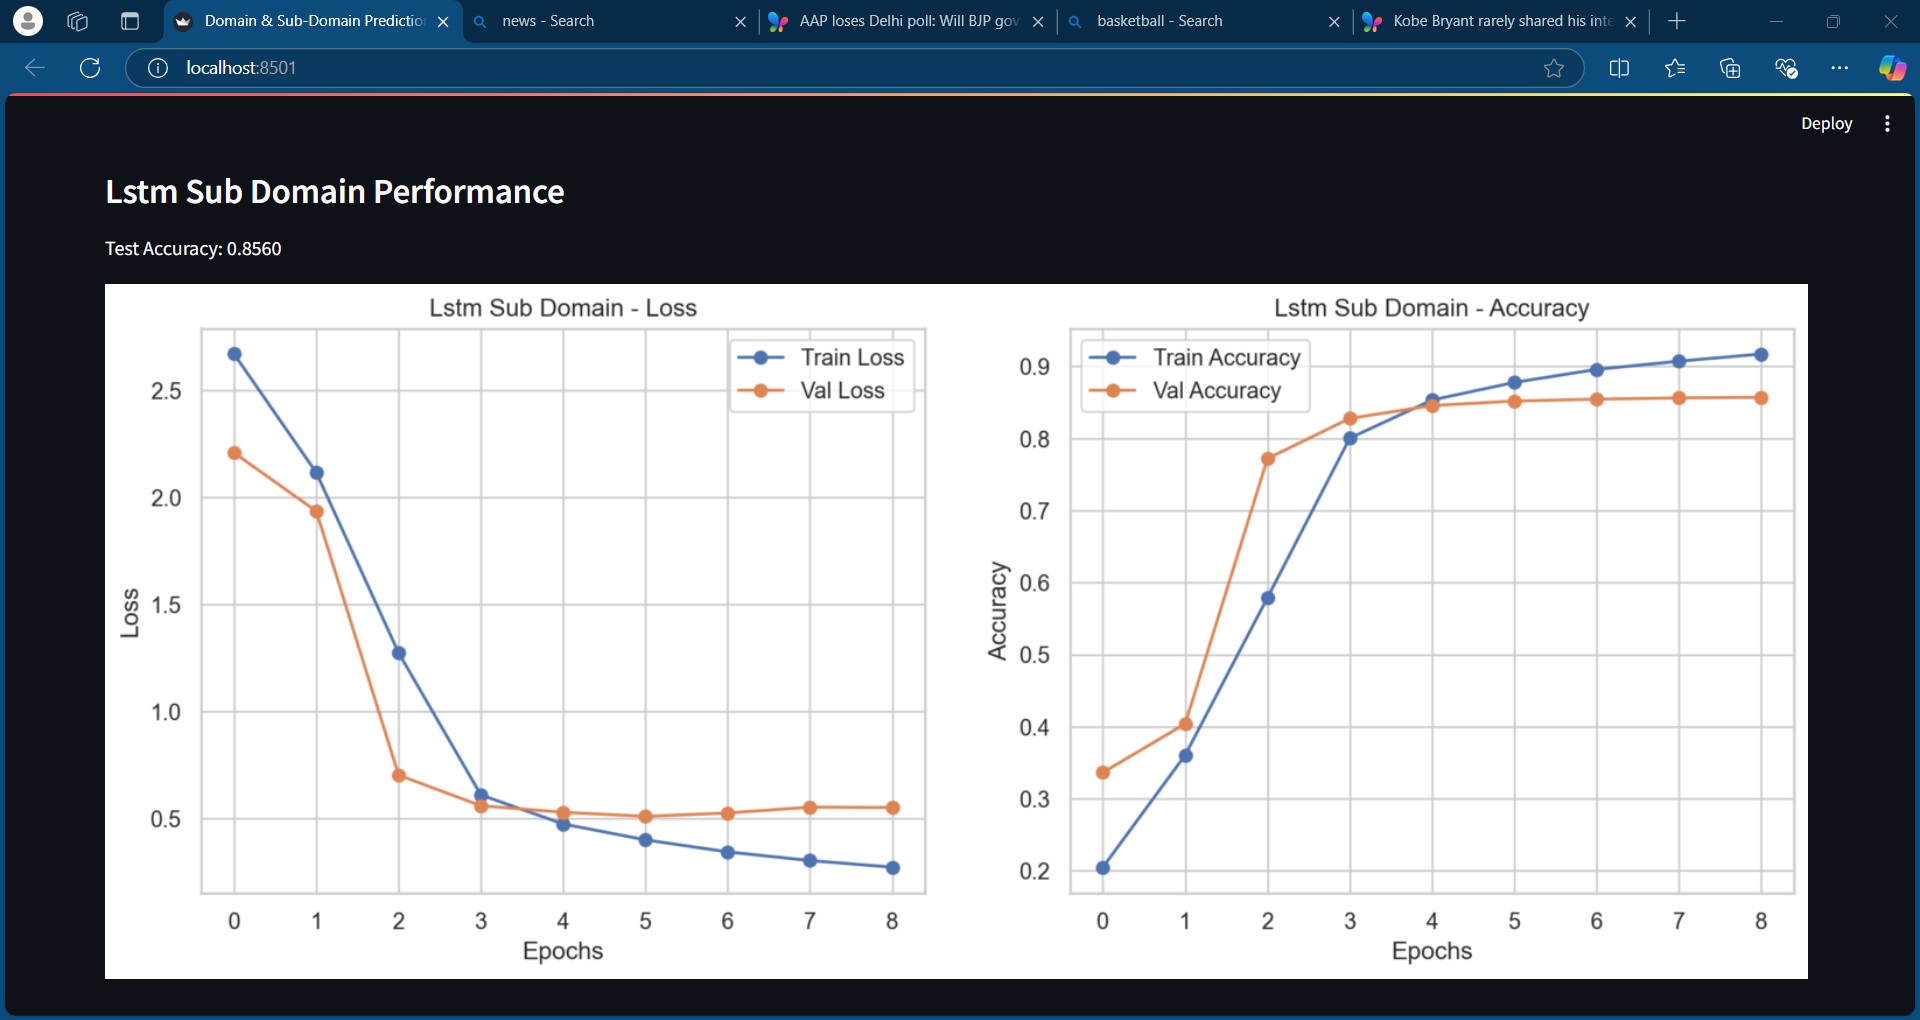 Domain & Sub-Domain Predictio
news - Search
AAP loses Delhi poll: Will BJP gov
basketball - Search
Kobe Bryant rarely shared his inte
localhost:8501
Deploy
Lstm Sub Domain Performance
Test Accuracy: 0.8560
Lstm Sub Domain - Loss
Train Loss
Val Loss
2.5
2.0
1.5
1.0
0.5
Loss
0 1 2 3 4 5 6 7 8
Epochs
Lstm Sub Domain - Accuracy
Train Accuracy
Val Accuracy
0.9
0.8
0.7
0.6
0.5
0.4
0.3
0.2
Accuracy
0 1 2 3 4 5 6 7 8
Epochs